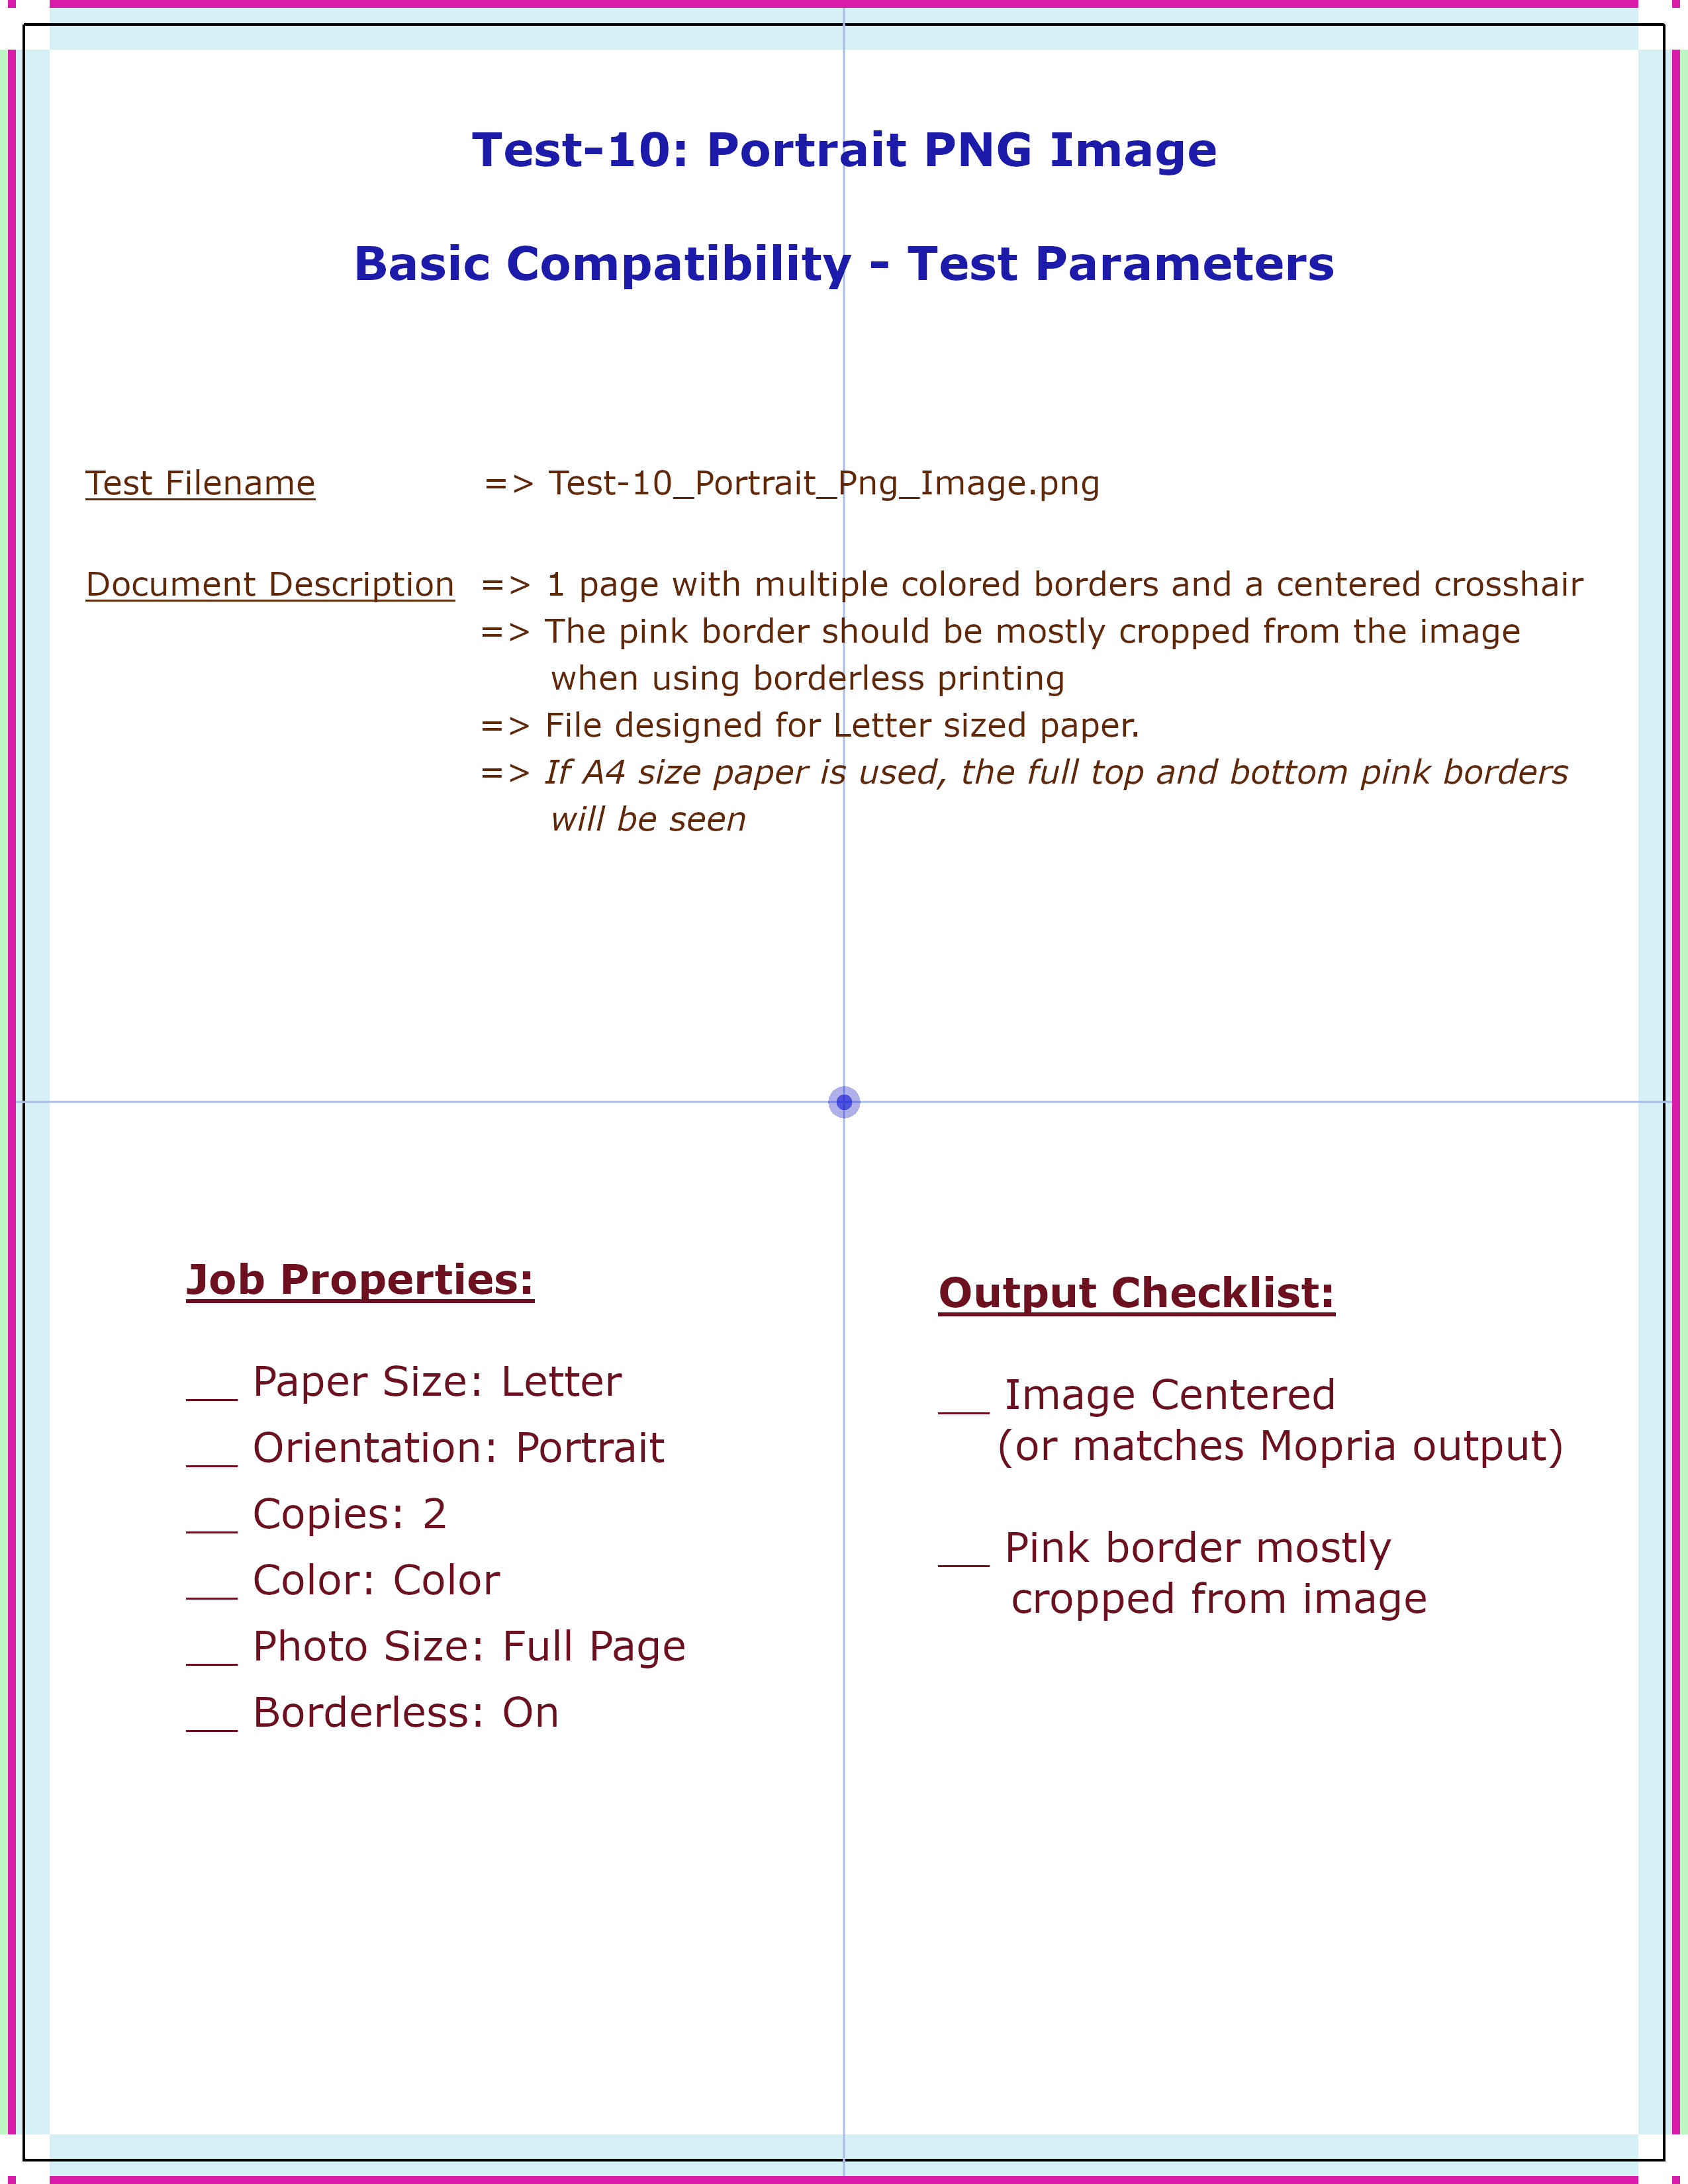 Test-10: Portrait PNG Image
Basic Compatibility - Test Parameters
Test Filename => Test-10_Portrait_Png_Image.png
Document Description => 1 page with multiple colored borders and a centered crosshair
=> The pink border should be mostly cropped from the image
when using borderless printing
=> File designed for Letter sized paper.
=> If A4 size paper is used, the full top and bottom pink borders
will be seen
Job Properties:
___ Paper Size: Letter
___ Orientation: Portrait
___ Copies: 2
___ Color: Color
___ Photo Size: Full Page
___ Borderless: On
Output Checklist:
___ Image Centered
(or matches Mopria output)
___ Pink border mostly
cropped from image